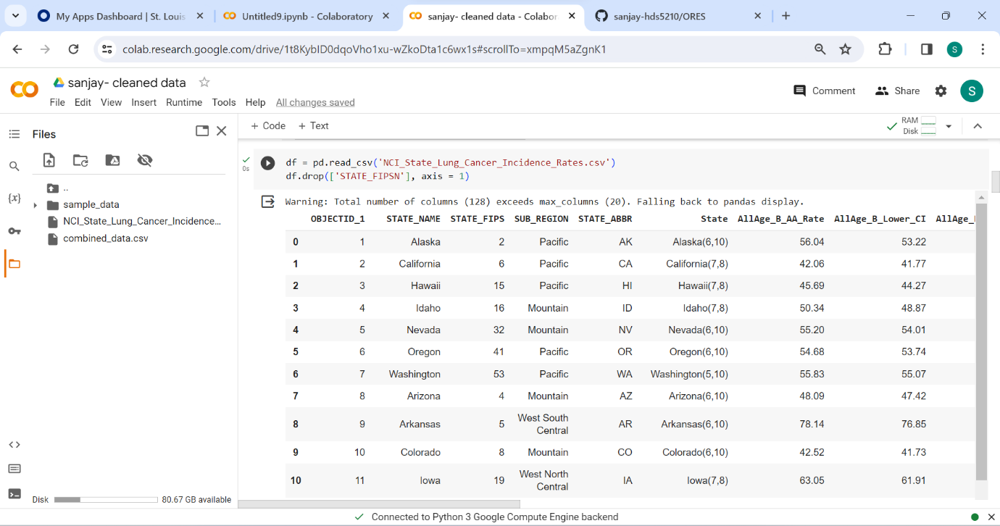 My Apps Dashboard | St. Louis
Untitled9.ipynb - Colaboratory
sanjay- cleaned data - Colabor
sanjay-hds5210/ORES
colab.research.google.com/drive/1t8KybID0dqoVho1xu-wZkoDta1c6wx1s#scrollTo=xmpqM5aZgnK1
S
sanjay- cleaned data
File Edit View Insert Runtime Tools Help All changes saved
Comment Share S
Files
+ Code + Text
RAM
Disk
{x}
..
sample_data
NCI_State_Lung_Cancer_Incidence...
combined_data.csv
0s
df = pd.read_csv('NCI_State_Lung_Cancer_Incidence_Rates.csv')
df.drop(['STATE_FIPSN'], axis = 1)
Warning: Total number of columns (128) exceeds max_columns (20). Falling back to pandas display.
OBJECTID_1 STATE_NAME STATE_FIPS SUB_REGION STATE_ABBR State AllAge_B_AA_Rate AllAge_B_Lower_CI AllAge_
0 1 Alaska 2 Pacific AK Alaska(6,10) 56.04 53.22
1 2 California 6 Pacific CA California(7,8) 42.06 41.77
2 3 Hawaii 15 Pacific HI Hawaii(7,8) 45.69 44.27
3 4 Idaho 16 Mountain ID Idaho(7,8) 50.34 48.87
4 5 Nevada 32 Mountain NV Nevada(6,10) 55.20 54.01
5 6 Oregon 41 Pacific OR Oregon(6,10) 54.68 53.74
6 7 Washington 53 Pacific WA Washington(5,10) 55.83 55.07
7 8 Arizona 4 Mountain AZ Arizona(6,10) 48.09 47.42
8 9 Arkansas 5 West South Central AR Arkansas(6,10) 78.14 76.85
9 10 Colorado 8 Mountain CO Colorado(6,10) 42.52 41.73
10 11 Iowa 19 West North Central IA Iowa(7,8) 63.05 61.91
Disk 80.67 GB available
Connected to Python 3 Google Compute Engine backend